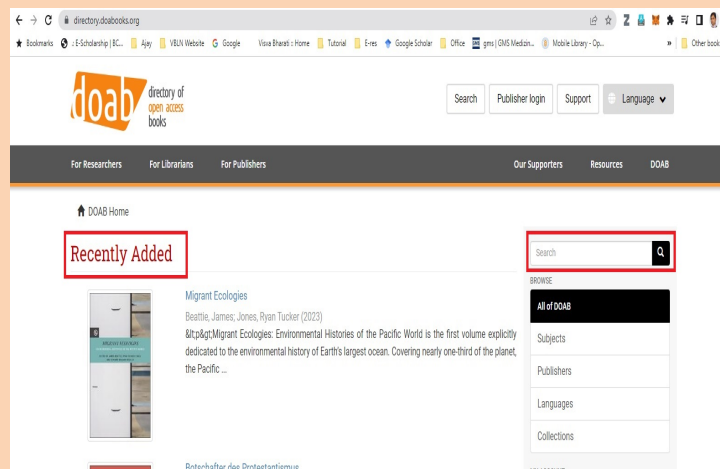 directory.doabooks.org
Bookmarks .: E-Scholarship | BC... Ajay VBLN Website Google Visva Bharati :: Home Tutorial E-res Google Scholar Office gms | GMS Medizin... Mobile Library - Op... » Other book
doab directory of
open access
books
Search Publisher login Support Language
For Researchers For Librarians For Publishers Our Supporters Resources DOAB
DOAB Home
Recently Added
Search
BROWSE
All of DOAB
Subjects
Publishers
Languages
Collections
Migrant Ecologies
Beattie, James; Jones, Ryan Tucker (2023)
&lt;p&gt;Migrant Ecologies: Environmental Histories of the Pacific World is the first volume explicitly
dedicated to the environmental history of Earth's largest ocean. Covering nearly one-third of the planet,
the Pacific ...
MIGRANT ECOLOGIES
Botschafter des Protestantismus